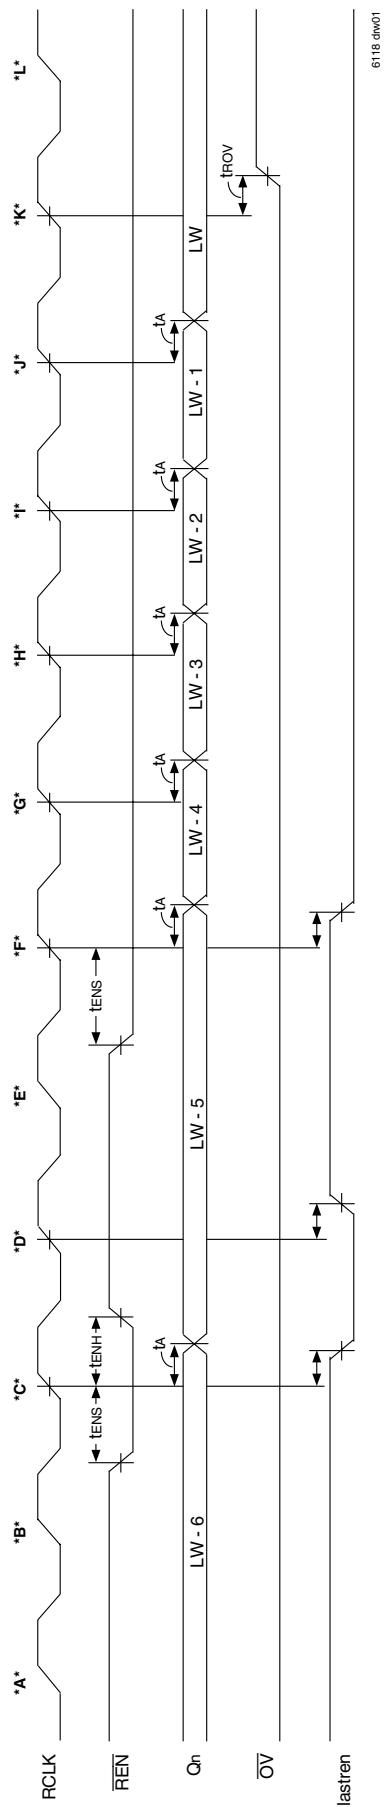 *A* *B* *C* *D* *E* *F* *G* *H* *I* *J* *K* *L*
RCLK
tENS tENH tENS
REN
tA tA tA tA tA tA
Qn LW - 6 LW - 5 LW - 4 LW - 3 LW - 2 LW - 1 LW
tROV
OV
lastren
6118 drw01